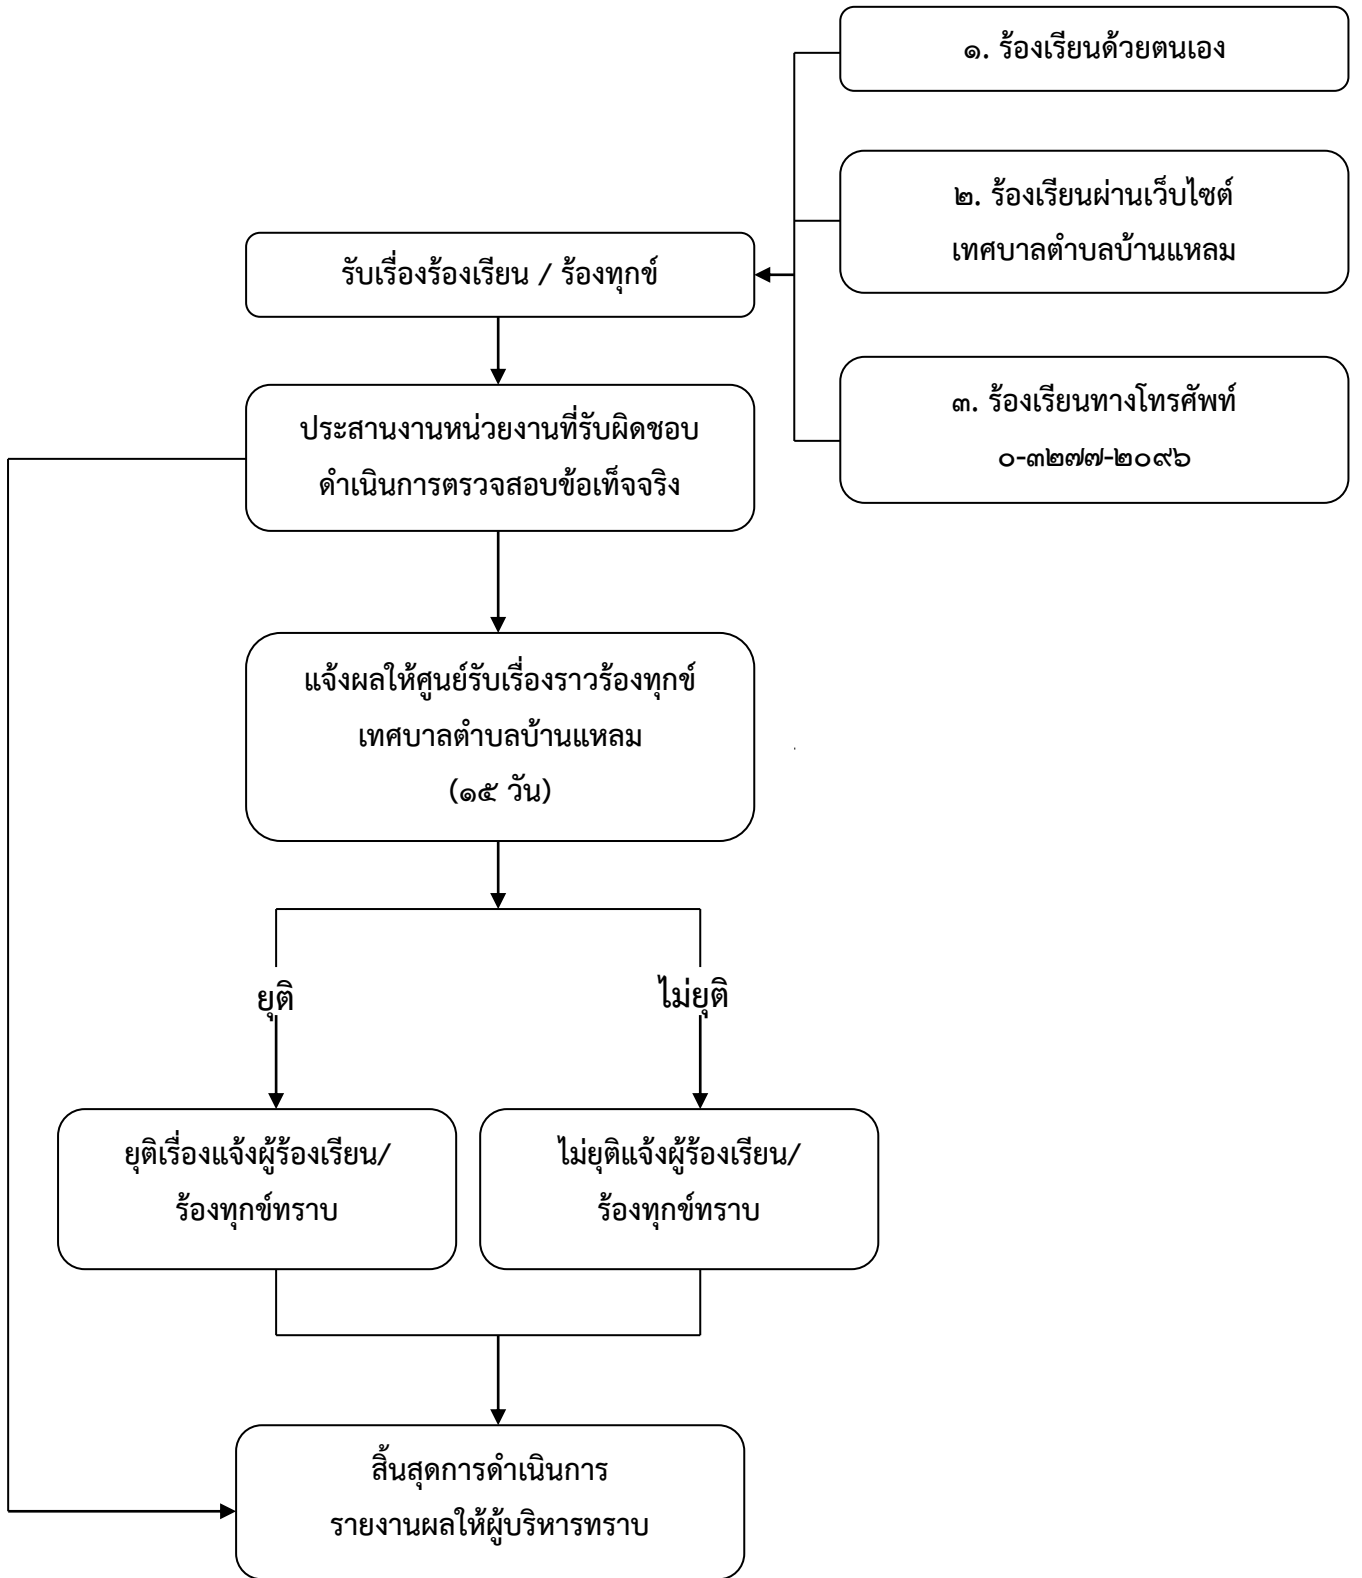 ๑. ร้องเรียนด้วยตนเอง
๒. ร้องเรียนผ่านเว็บไซต์
เทศบาลตำบลบ้านแหลม
๓. ร้องเรียนทางโทรศัพท์
๐-๓๒๗๗-๒๐๙๖
รับเรื่องร้องเรียน / ร้องทุกข์
ประสานงานหน่วยงานที่รับผิดชอบ
ดำเนินการตรวจสอบข้อเท็จจริง
แจ้งผลให้ศูนย์รับเรื่องราวร้องทุกข์
เทศบาลตำบลบ้านแหลม
(๑๕ วัน)
ยุติ
ไม่ยุติ
ยุติเรื่องแจ้งผู้ร้องเรียน/
ร้องทุกข์ทราบ
ไม่ยุติแจ้งผู้ร้องเรียน/
ร้องทุกข์ทราบ
สิ้นสุดการดำเนินการ
รายงานผลให้ผู้บริหารทราบ